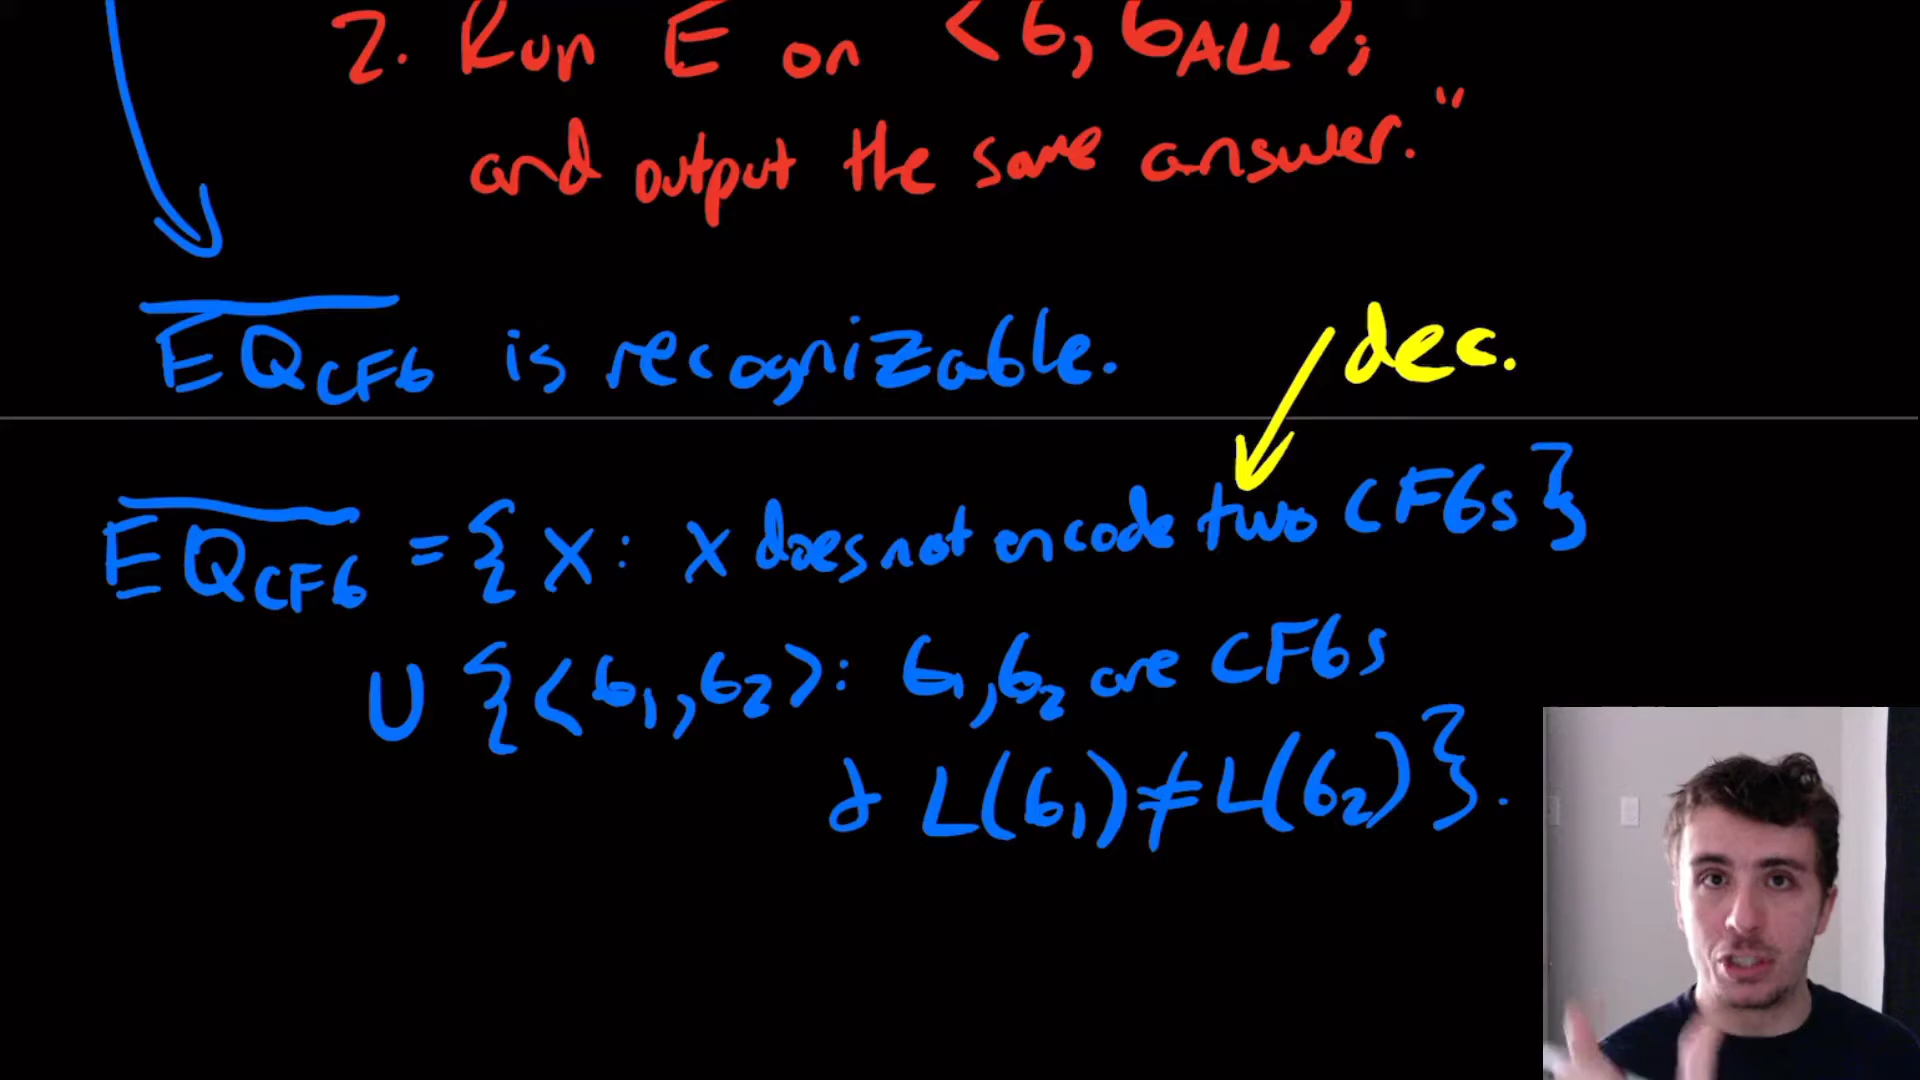 2. Run E on <G, G_ALL>,
and output the same answer."
EQ_CFG is recognizable.
dec.
EQ_CFG = {X: X does not encode two CFGs}
U {<G1, G2>: G1, G2 are CFGs
& L(G1) ≠ L(G2)}.